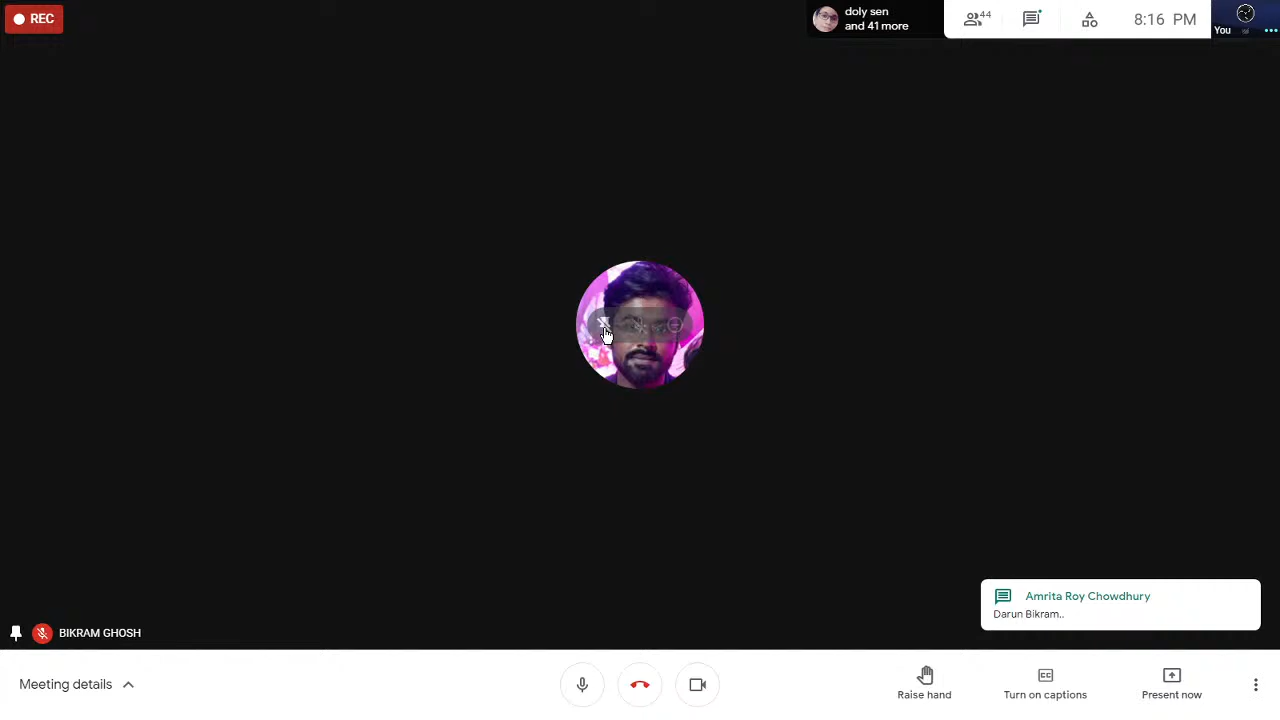 REC
doly sen
and 41 more
44
8:16 PM
You
Amrita Roy Chowdhury
Darun Bikram..
BIKRAM GHOSH
Meeting details
CC
Raise hand
Turn on captions
Present now